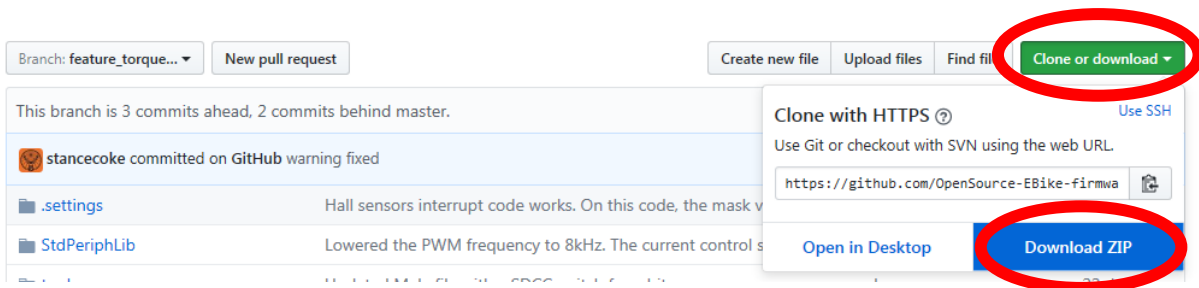 Branch: feature_torque...
New pull request
Create new file
Upload files
Find fil
Clone or download
This branch is 3 commits ahead, 2 commits behind master.
Clone with HTTPS
Use SSH
Use Git or checkout with SVN using the web URL.
https://github.com/OpenSource-EBike-firmwa
stancecoke committed on GitHub warning fixed
.settings
Hall sensors interrupt code works. On this code, the mask v
StdPeriphLib
Lowered the PWM frequency to 8kHz. The current control s
Open in Desktop
Download ZIP